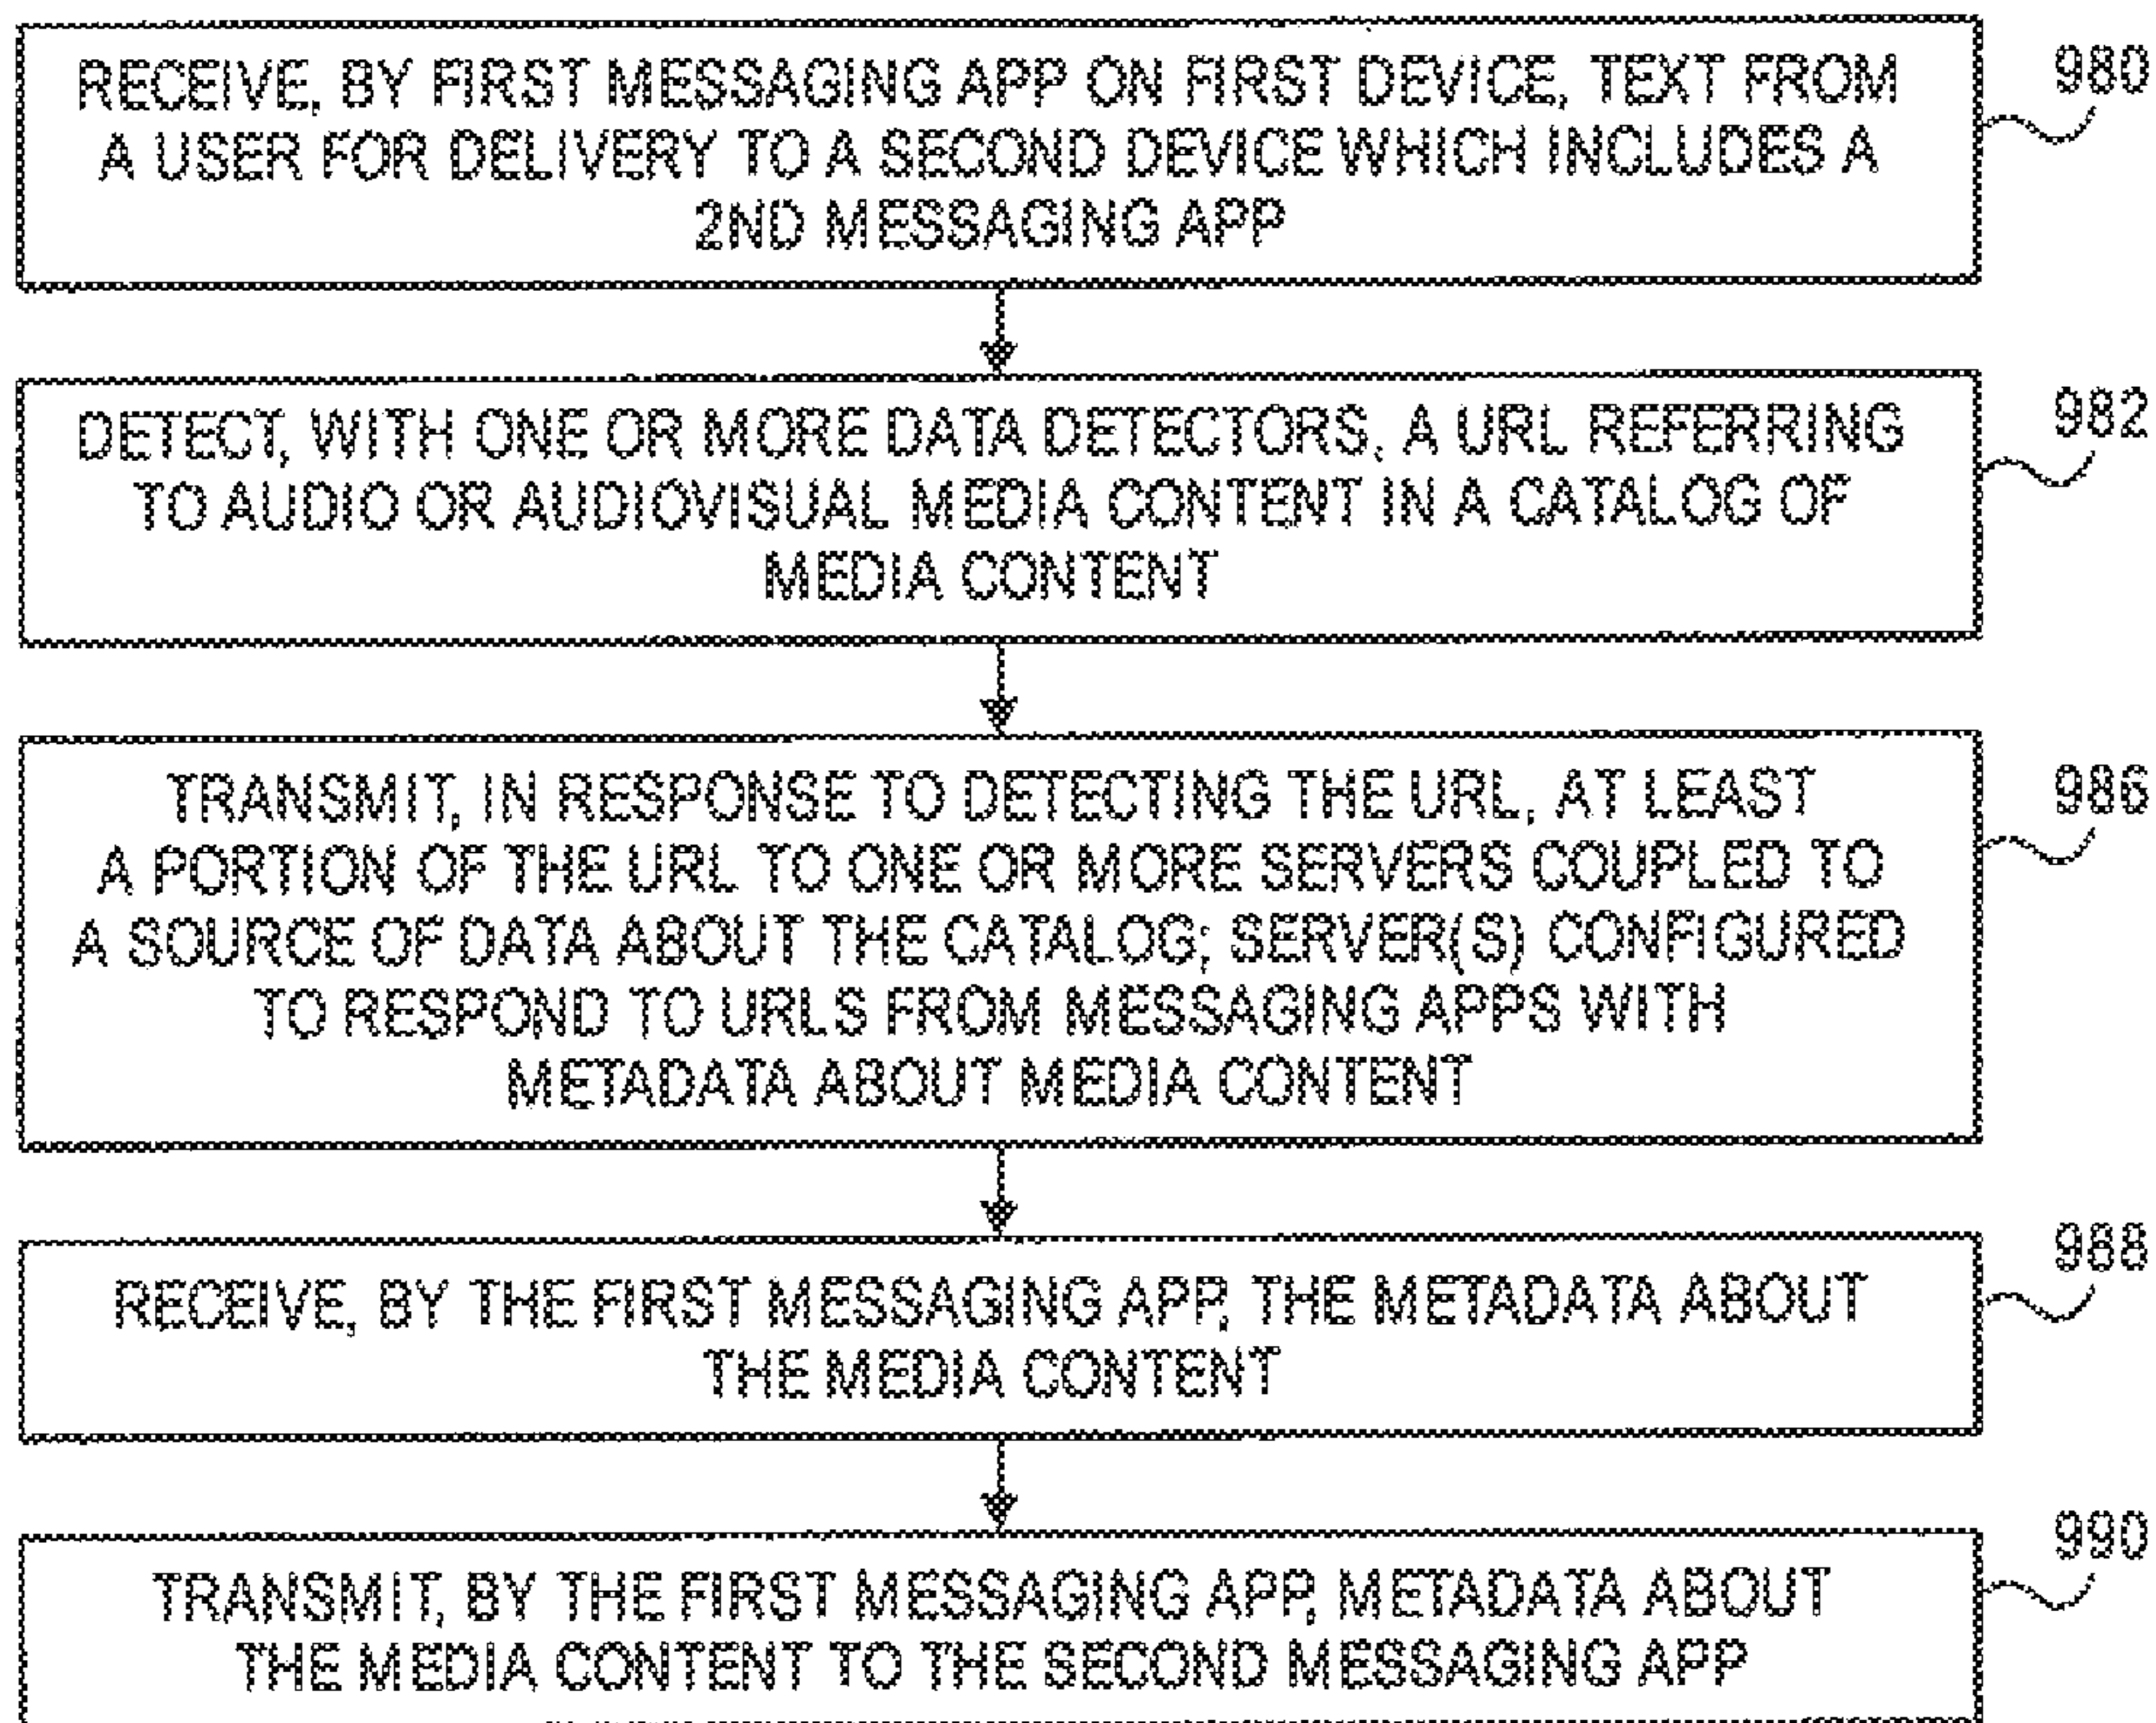 RECEIVE, BY FIRST MESSAGING APP ON FIRST DEVICE, TEXT FROM
A USER FOR DELIVERY TO A SECOND DEVICE WHICH INCLUDES A
2ND MESSAGING APP
980
DETECT, WITH ONE OR MORE DATA DETECTORS, A URL REFERRING
TO AUDIO OR AUDIOVISUAL MEDIA CONTENT IN A CATALOG OF
MEDIA CONTENT
982
TRANSMIT, IN RESPONSE TO DETECTING THE URL, AT LEAST
A PORTION OF THE URL TO ONE OR MORE SERVERS COUPLED TO
A SOURCE OF DATA ABOUT THE CATALOG; SERVER(S) CONFIGURED
TO RESPOND TO URLS FROM MESSAGING APPS WITH
METADATA ABOUT MEDIA CONTENT
986
RECEIVE, BY THE FIRST MESSAGING APP, THE METADATA ABOUT
THE MEDIA CONTENT
988
TRANSMIT, BY THE FIRST MESSAGING APP, METADATA ABOUT
THE MEDIA CONTENT TO THE SECOND MESSAGING APP
990